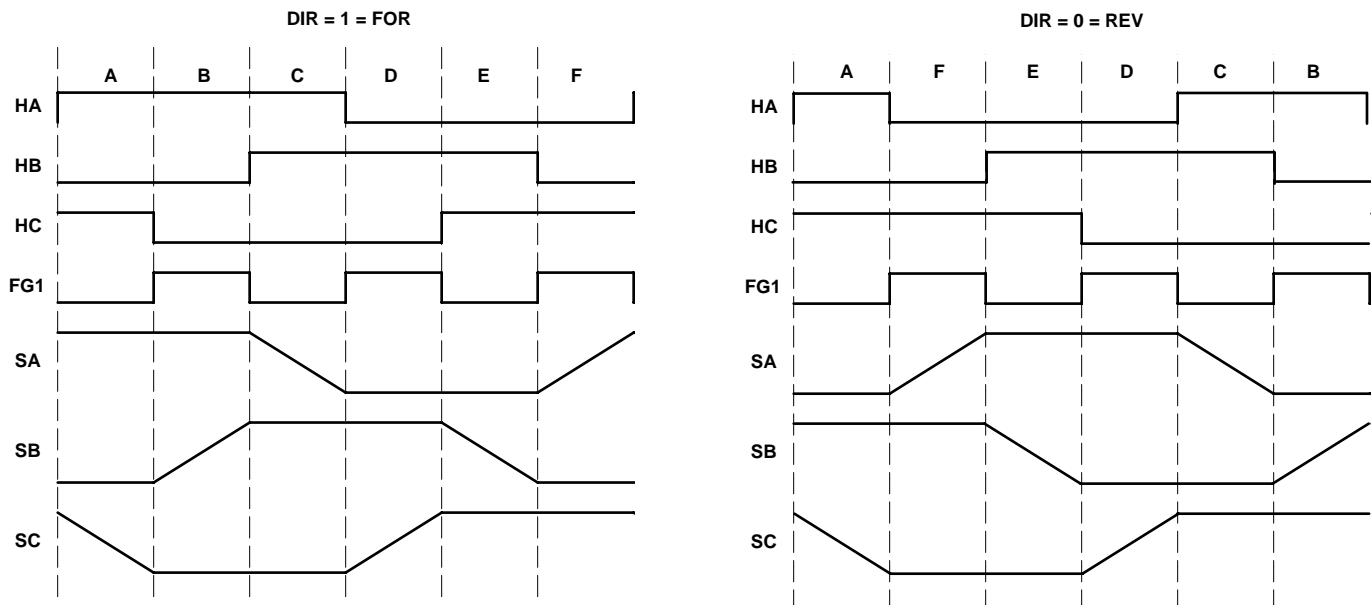 DIR = 1 = FOR
A B C D E F
HA
HB
HC
FG1
SA
SB
SC
DIR = 0 = REV
A F E D C B
HA
HB
HC
FG1
SA
SB
SC